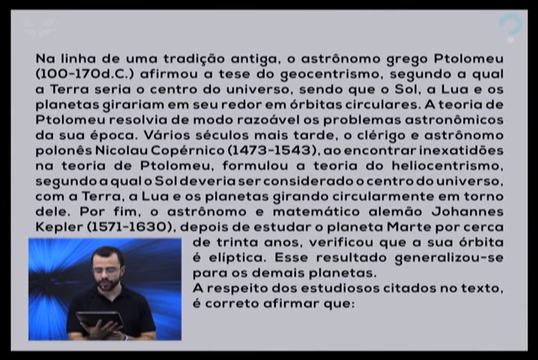 Na linha de uma tradição antiga, o astrônomo grego Ptolomeu
(100-170d.C.) afirmou a tese do geocentrismo, segundo a qual
a Terra seria o centro do universo, sendo que o Sol, a Lua e os
planetas girariam em seu redor em órbitas circulares. A teoria de
Ptolomeu resolvia de modo razoável os problemas astronômicos
da sua época. Vários séculos mais tarde, o clérigo e astrônomo
polonês Nicolau Copérnico (1473-1543), ao encontrar inexatidões
na teoria de Ptolomeu, formulou a teoria do heliocentrismo,
segundo a qual o Sol deveria ser considerado o centro do universo,
com a Terra, a Lua e os planetas girando circularmente em torno
dele. Por fim, o astrônomo e matemático alemão Johannes
Kepler (1571-1630), depois de estudar o planeta Marte por cerca
de trinta anos, verificou que a sua órbita
é elíptica. Esse resultado generalizou-se
para os demais planetas.
A respeito dos estudiosos citados no texto,
é correto afirmar que: